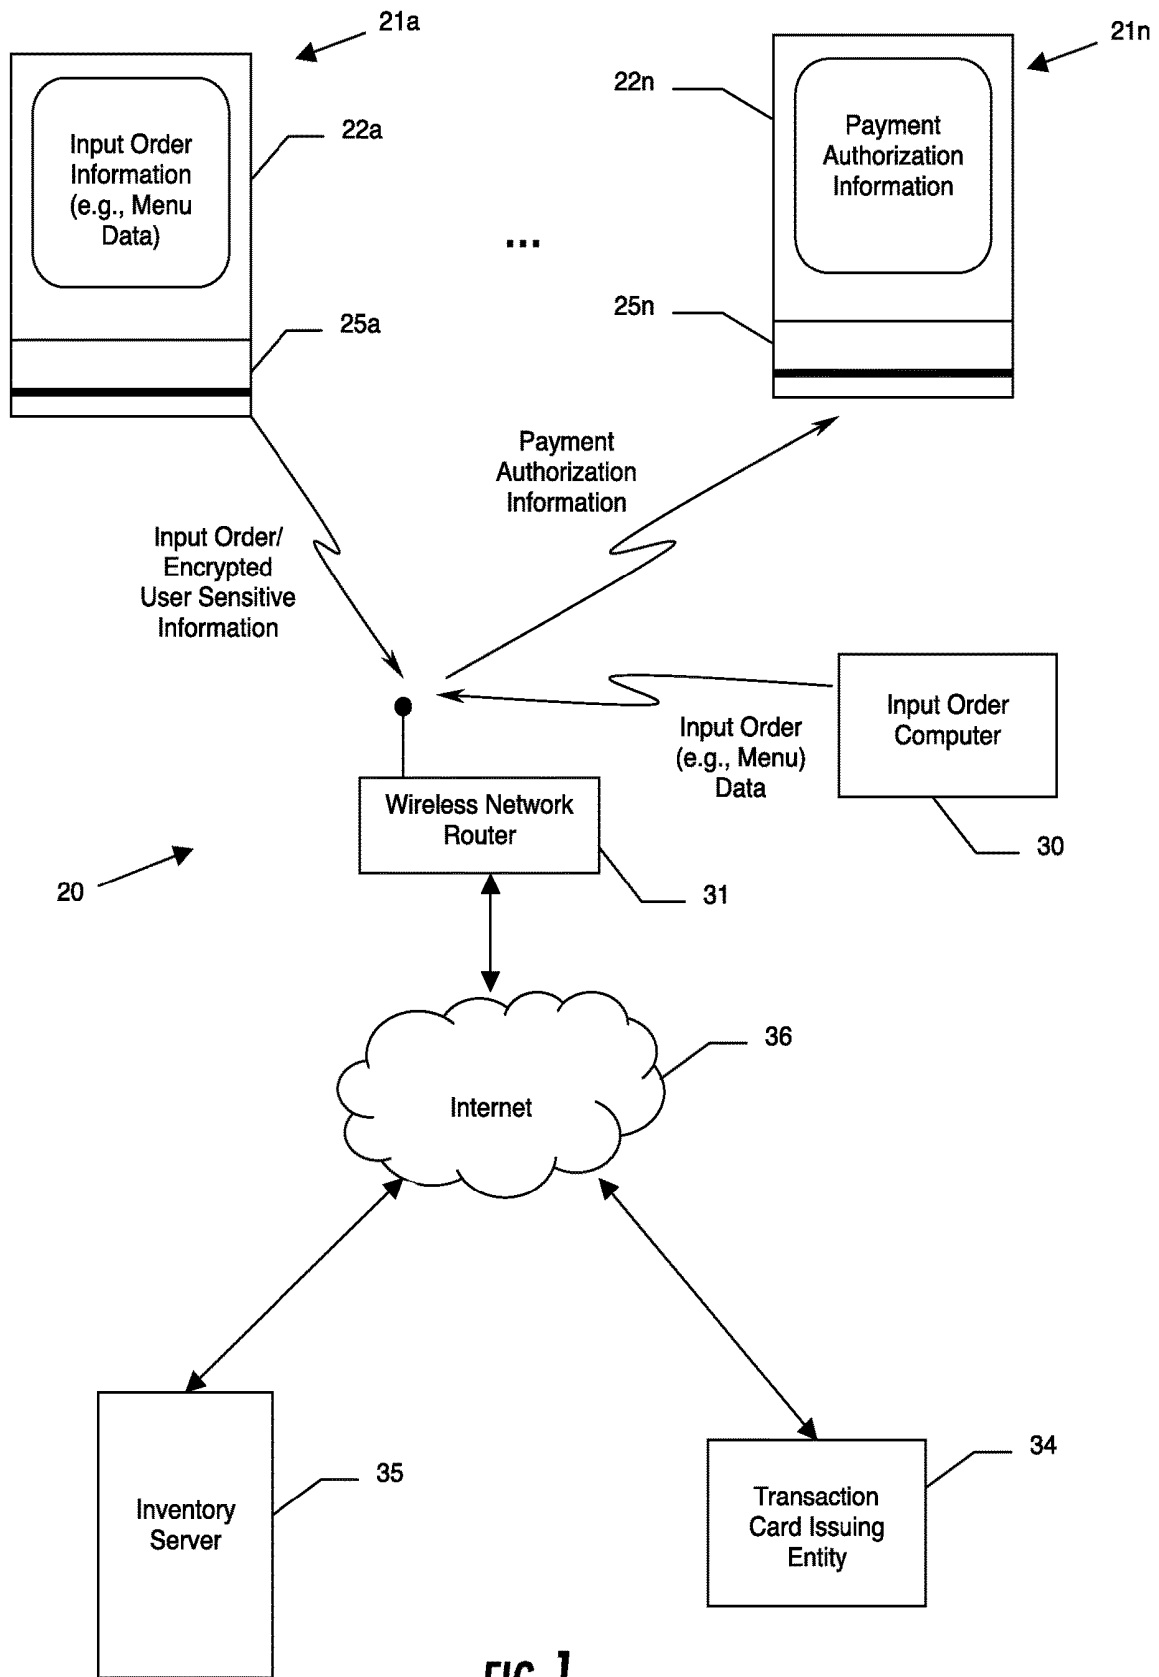 21a
21n
22n
Input Order
Information
(e.g., Menu
Data)
22a
Payment
Authorization
Information
...
25a
25n
Payment
Authorization
Information
Input Order/
Encrypted
User Sensitive
Information
Input Order
Computer
Input Order
(e.g., Menu)
Data
Wireless Network
Router
30
20
31
36
Internet
35
34
Inventory
Server
Transaction
Card Issuing
Entity
FIG. 1